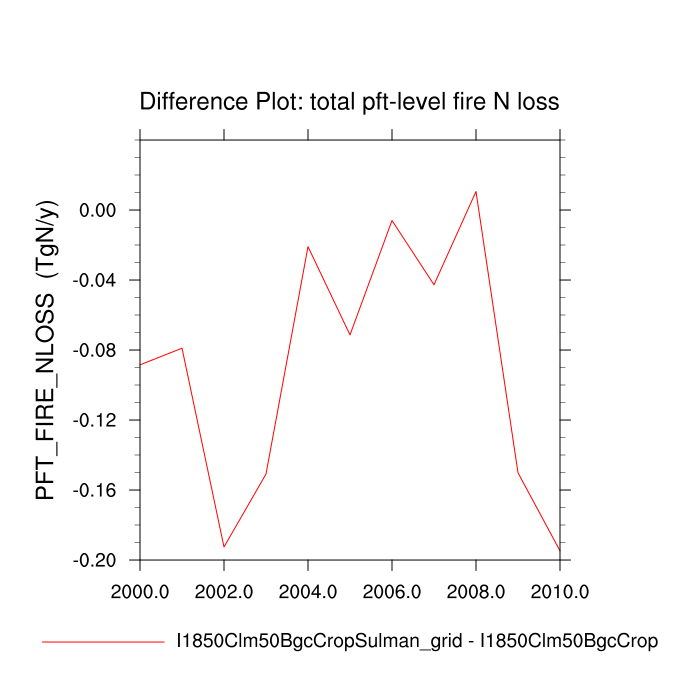 Difference Plot: total pft-level fire N loss
PFT_FIRE_NLOSS (TgN/y)
0.00
-0.04
-0.08
-0.12
-0.16
-0.20
2000.0 2002.0 2004.0 2006.0 2008.0 2010.0
I1850Clm50BgcCropSulman_grid - I1850Clm50BgcCrop